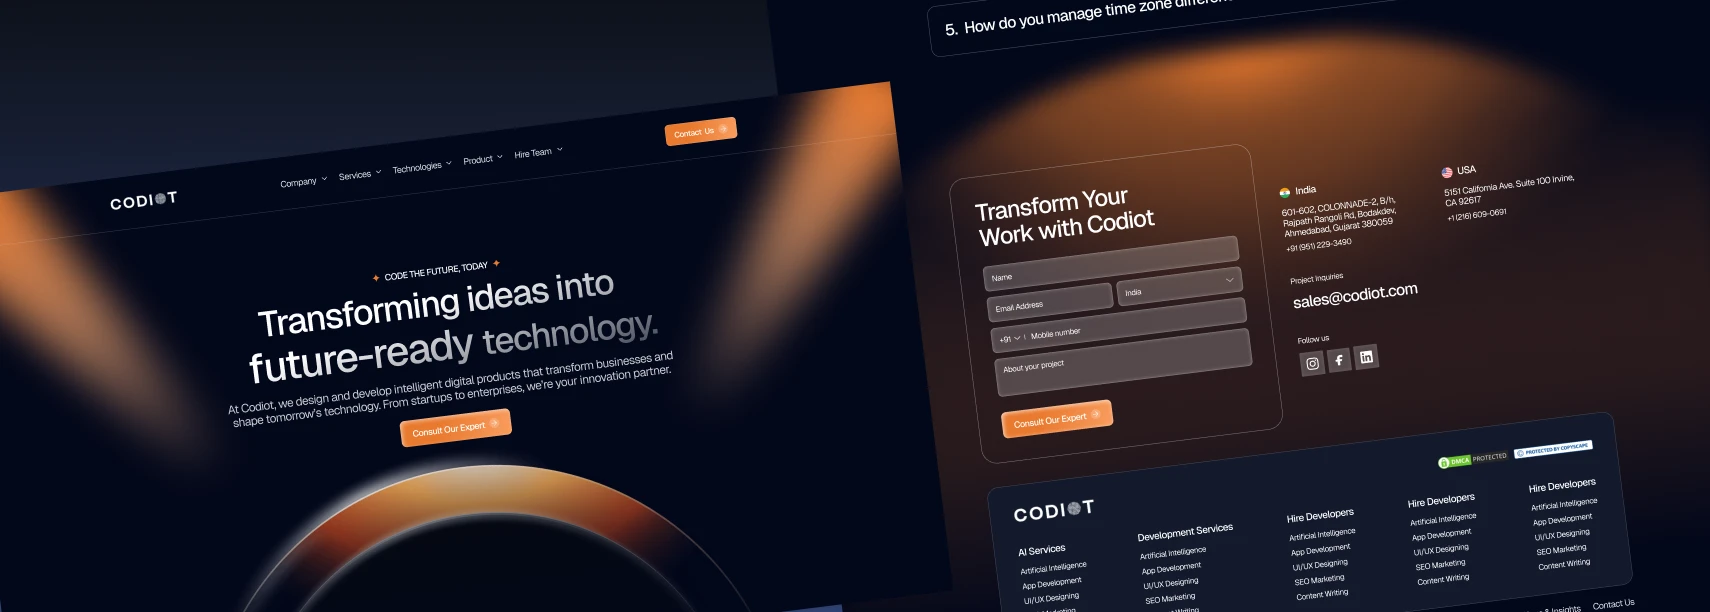 CODIOT
Company
Services
Technologies
Product
Hire Team
Contact Us
CODE THE FUTURE, TODAY
Transforming ideas into
future-ready technology.
At Codiot, we design and develop intelligent digital products that transform businesses and
shape tomorrow's technology. From startups to enterprises, we're your innovation partner.
Consult Our Expert
5. How do you manage time zone
Transform Your
Work with Codiot
Name
Email Address
India
+91 Mobile number
About your project
Consult Our Expert
India
601-602, COLONNADE-2, B/h,
Rajpath Rangoli Rd, Bodakdev,
Ahmedabad, Gujarat 380059
+91 (951) 229-3490
USA
5151 California Ave, Suite 100 Irvine,
CA 92617
+1 (216) 609-0691
Project Inquiries
sales@codiot.com
Follow us
DMCA PROTECTED
PROTECTED BY COPYSCAPE
CODIOT
AI Services
Artificial Intelligence
App Development
UI/UX Designing
Development Services
Artificial Intelligence
App Development
UI/UX Designing
SEO Marketing
Hire Developers
Artificial Intelligence
App Development
UI/UX Designing
SEO Marketing
Content Writing
Hire Developers
Artificial Intelligence
App Development
UI/UX Designing
SEO Marketing
Content Writing
Hire Developers
Artificial Intelligence
App Development
UI/UX Designing
SEO Marketing
Content Writing
& Insights
Contact Us